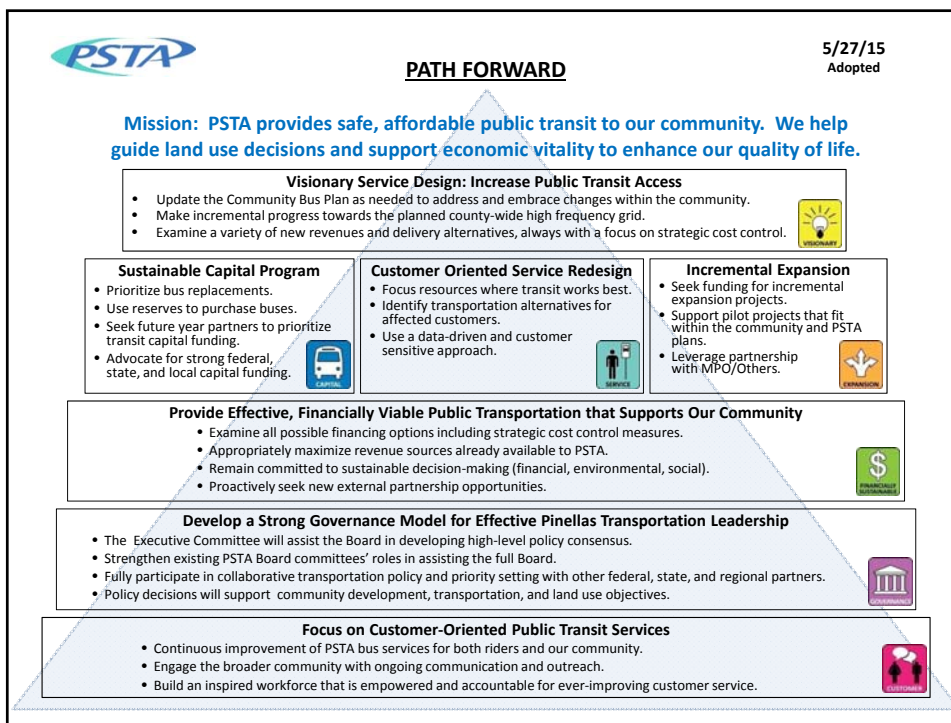 PSTA
5/27/15
Adopted
PATH FORWARD
Mission: PSTA provides safe, affordable public transit to our community. We help
guide land use decisions and support economic vitality to enhance our quality of life.
Visionary Service Design: Increase Public Transit Access
• Update the Community Bus Plan as needed to address and embrace changes within the community.
• Make incremental progress towards the planned county-wide high frequency grid.
• Examine a variety of new revenues and delivery alternatives, always with a focus on strategic cost control.
VISIONARY
Sustainable Capital Program
• Prioritize bus replacements.
• Use reserves to purchase buses.
• Seek future year partners to prioritize
transit capital funding.
• Advocate for strong federal,
state, and local capital funding.
CAPITAL
Customer Oriented Service Redesign
• Focus resources where transit works best.
• Identify transportation alternatives for
affected customers.
• Use a data-driven and customer
sensitive approach.
SERVICE
Incremental Expansion
• Seek funding for incremental
expansion projects.
• Support pilot projects that fit
within the community and PSTA
plans.
• Leverage partnership
with MPO/Others.
EXPANSION
Provide Effective, Financially Viable Public Transportation that Supports Our Community
• Examine all possible financing options including strategic cost control measures.
• Appropriately maximize revenue sources already available to PSTA.
• Remain committed to sustainable decision-making (financial, environmental, social).
• Proactively seek new external partnership opportunities.
$
FINANCIALLY
SUSTAINABLE
Develop a Strong Governance Model for Effective Pinellas Transportation Leadership
• The Executive Committee will assist the Board in developing high-level policy consensus.
• Strengthen existing PSTA Board committees' roles in assisting the full Board.
• Fully participate in collaborative transportation policy and priority setting with other federal, state, and regional partners.
• Policy decisions will support community development, transportation, and land use objectives.
GOVERNANCE
Focus on Customer-Oriented Public Transit Services
• Continuous improvement of PSTA bus services for both riders and our community.
• Engage the broader community with ongoing communication and outreach.
• Build an inspired workforce that is empowered and accountable for ever-improving customer service.
CUSTOMER